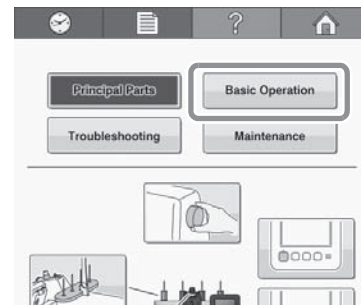 ?
Principal Parts
Basic Operation
Troubleshooting
Maintenance